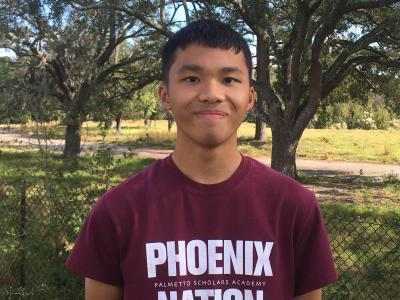 PHOENIX
PALMETTO SCHOLARS ACADEMY
NATION